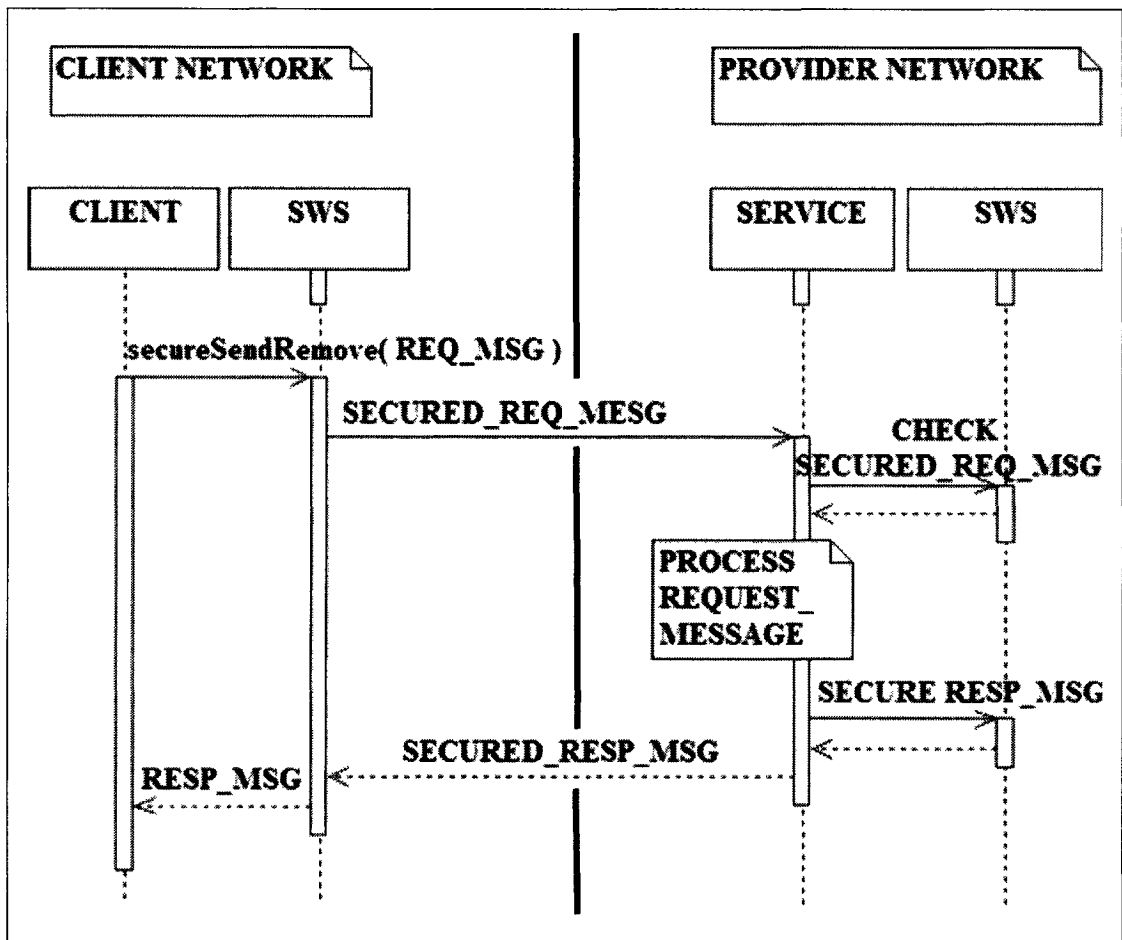 CLIENT NETWORK
PROVIDER NETWORK
CLIENT
SWS
SERVICE
SWS
secureSendRemove( REQ_MSG )
SECURED_REQ_MESG
CHECK
SECURED_REQ_MSG
PROCESS
REQUEST_
MESSAGE
SECURE RESP_MSG
SECURED_RESP_MSG
RESP_MSG